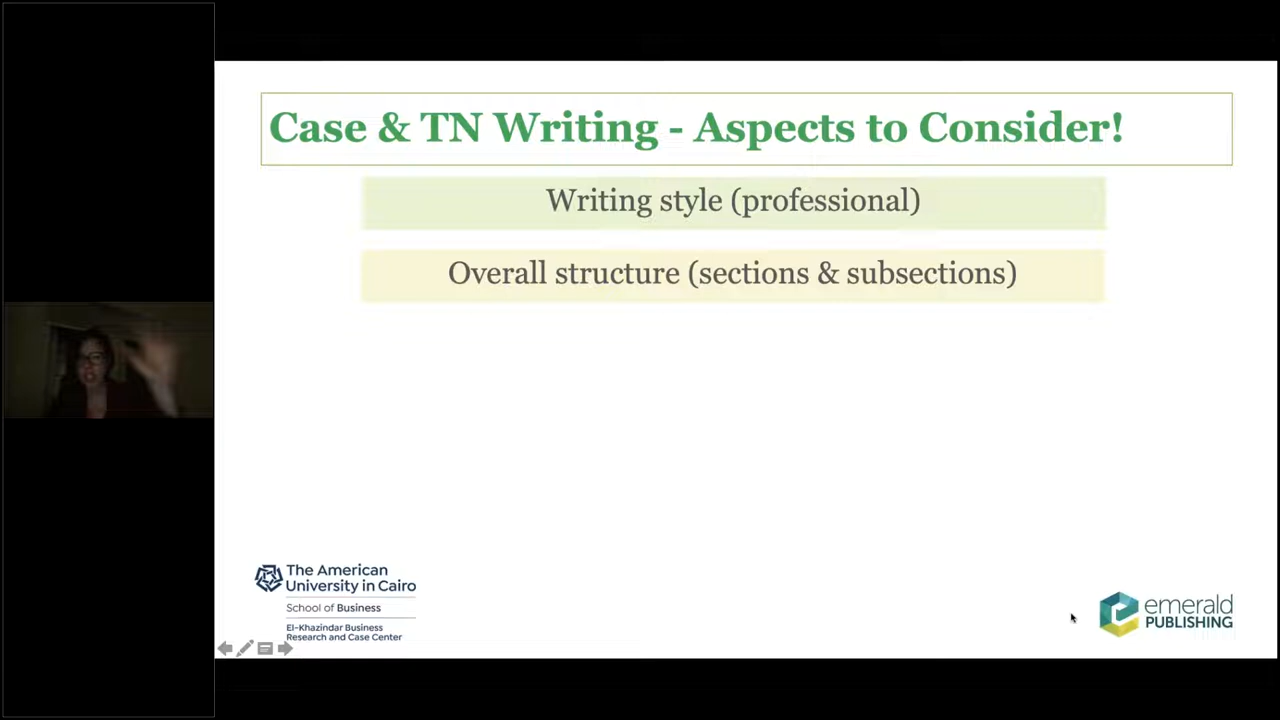 Case & TN Writing - Aspects to Consider!
Writing style (professional)
Overall structure (sections & subsections)
The American
University in Cairo
School of Business
El-Khazindar Business
Research and Case Center
emerald
PUBLISHING